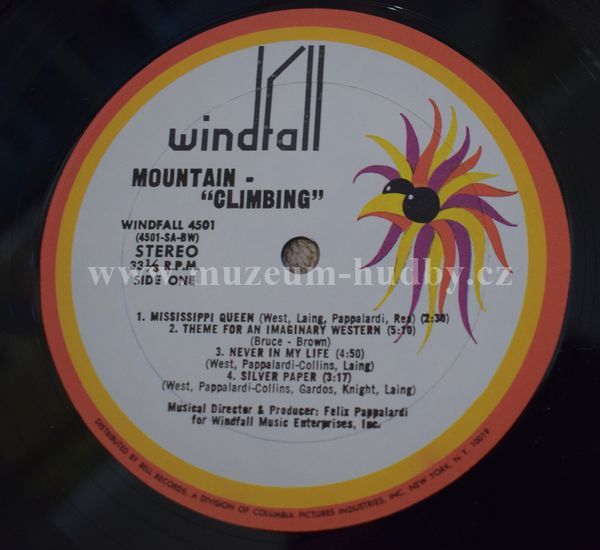 windfall
MOUTAIN -
"CLIMBING"
WINDFALL 4501
(4501-SA-BW)
STEREO
33⅓ R.P.M.
SIDE ONE
www.muzeum-hudby.cz
1. MISSISSIPPI QUEEN (West, Laing, Pappalardi, Rea) (2:30)
2. THEME FOR AN IMAGINARY WESTERN (5:10)
(Bruce - Brown)
3. NEVER IN MY LIFE (4:50)
(West, Pappalardi-Collins, Laing)
4. SILVER PAPER (3:17)
(West, Pappalardi-Collins, Gardos, Knight, Laing)
Musical Director & Producer: Felix Pappalardi
for Windfall Music Enterprises, Inc.
DISTRIBUTED BY BELL RECORDS, A DIVISION OF COLUMBIA PICTURES INDUSTRIES, INC. NEW YORK, N.Y. 10019